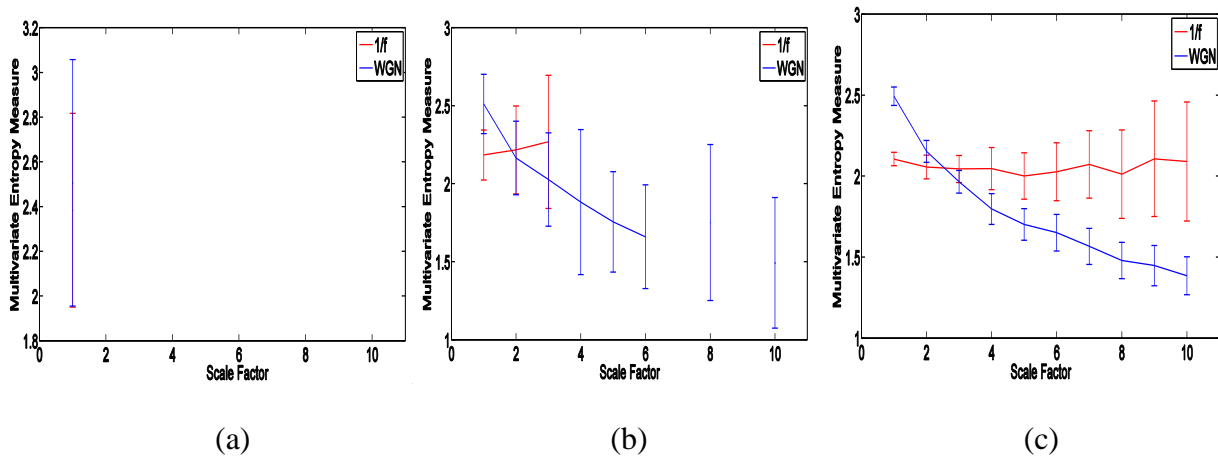 3.2
3
2.8
2.6
2.4
2.2
2
1.8
0 2 4 6 8 10
Multivariate Entropy Measure
Scale Factor
1/f
WGN
(a)
3
2.5
2
1.5
1
0 2 4 6 8 10
Multivariate Entropy Measure
Scale Factor
1/f
WGN
(b)
3
2.5
2
1.5
1
0 2 4 6 8 10
Multivariate Entropy Measure
Scale Factor
1/f
WGN
(c)